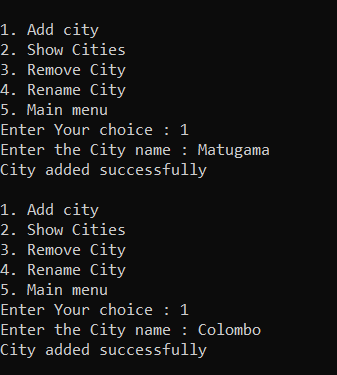 1. Add city
2. Show Cities
3. Remove City
4. Rename City
5. Main menu
Enter Your choice : 1
Enter the City name : Matugama
City added successfully
1. Add city
2. Show Cities
3. Remove City
4. Rename City
5. Main menu
Enter Your choice : 1
Enter the City name : Colombo
City added successfully